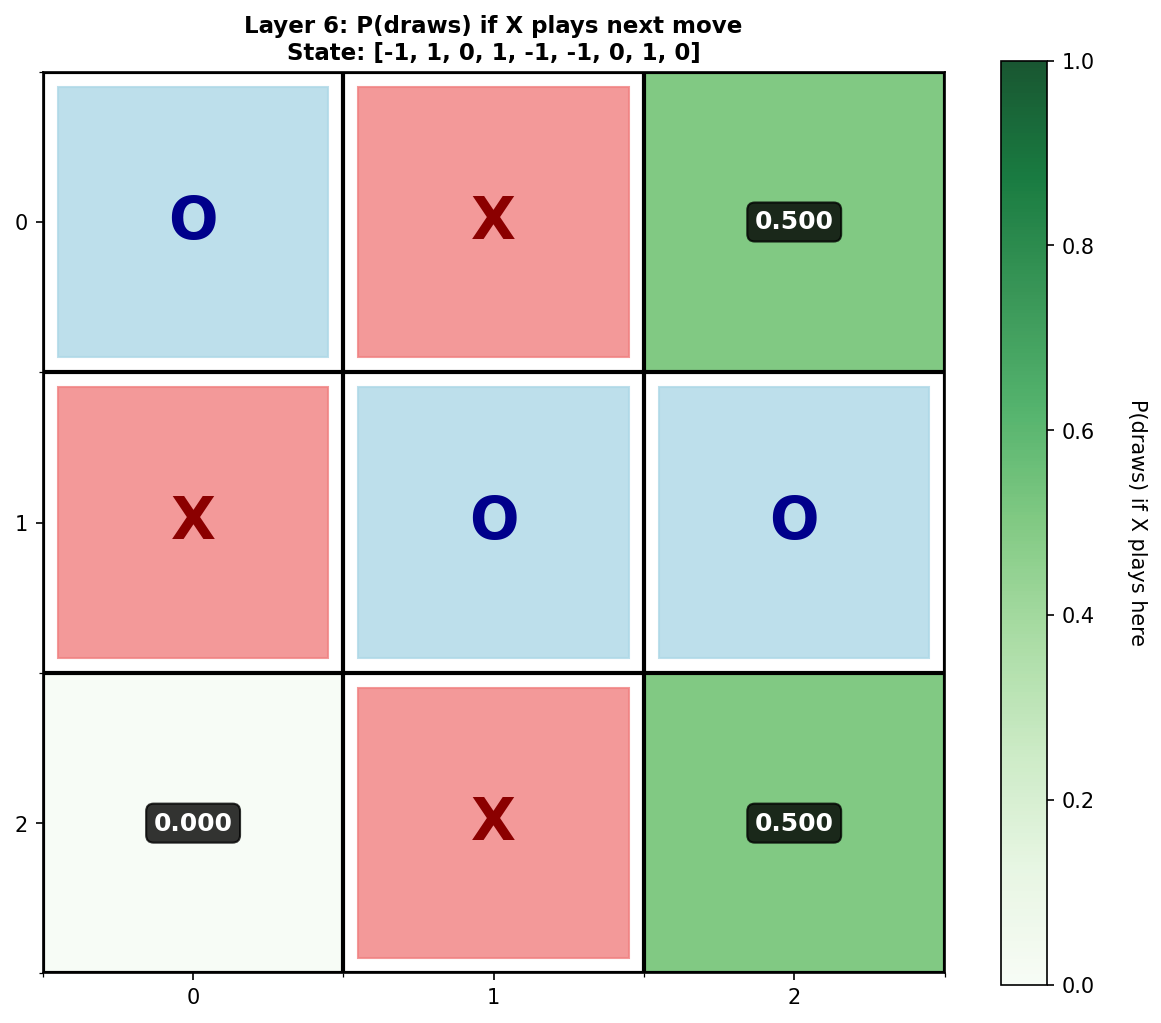 Layer 6: P(draws) if X plays next move
State: [-1, 1, 0, 1, -1, -1, 0, 1, 0]
0
O
X
0.500
1
X
O
O
2
0.000
X
0.500
0
1
2
1.0
0.8
0.6
0.4
0.2
0.0
P(draws) if X plays here